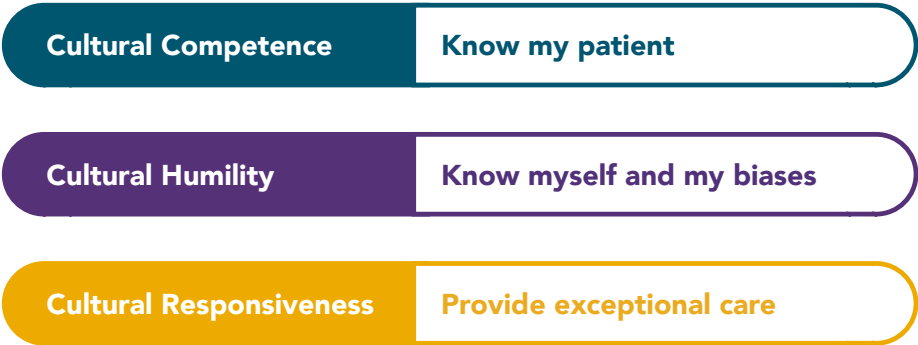 Cultural Competence Know my patient
Cultural Humility Know myself and my biases
Cultural Responsiveness Provide exceptional care